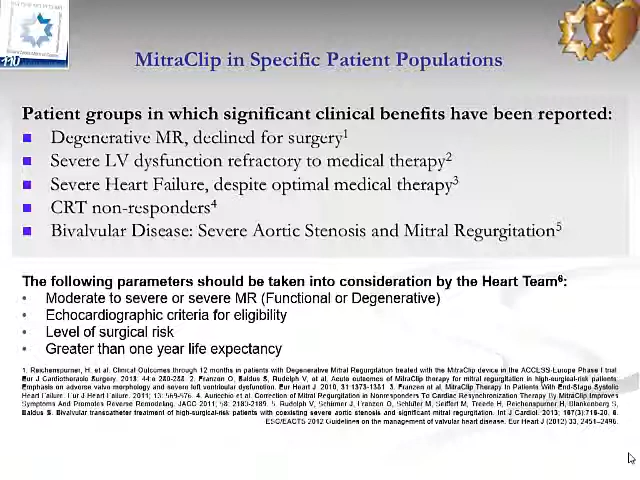 MitraClip in Specific Patient Populations
Patient groups in which significant clinical benefits have been reported:
Degenerative MR, declined for surgery1
Severe LV dysfunction refractory to medical therapy2
Severe Heart Failure, despite optimal medical therapy3
CRT non-responders4
Bivalvular Disease: Severe Aortic Stenosis and Mitral Regurgitation5
The following parameters should be taken into consideration by the Heart Team6:
• Moderate to severe or severe MR (Functional or Degenerative)
• Echocardiographic criteria for eligibility
• Level of surgical risk
• Greater than one year life expectancy
1. Reichenspurner, H. et al. Clinical Outcomes through 12 months in patients with Degenerative Mitral Regurgitation treated with the MitraClip device in the ACCESS-Europe Phase I trial.
Eur J Cardiothoracic Surgery. 2013; 44:e 280-288. 2. Franzen O, Baldus S, Rudolph V, et al. Acute outcomes of MitraClip therapy for mitral regurgitation in high-surgical-risk patients:
Emphasis on adverse valve morphology and severe left ventricular dysfunction. Eur Heart J. 2010; 31:1373-1381. 3. Franzen et al. MitraClip Therapy In Patients With End-Stage Systolic
Heart Failure. Eur J Heart Failure. 2011; 13: 569-576. 4. Auricchio et al. Correction of Mitral Regurgitation in Nonresponders To Cardiac Resynchronization Therapy By MitraClip Improves
Symptoms And Promotes Reverse Remodeling. JACC 2011; 58: 2183-2189. 5. Rudolph V, Schirmer J, Franzen O, Schlüter M, Seiffert M, Treede H, Reichenspurner H, Blankenberg S,
Baldus S. Bivalvular transcatheter treatment of high-surgical-risk patients with coexisting severe aortic stenosis and significant mitral regurgitation. Int J Cardiol. 2013; 167(3):716-20. 6.
ESC/EACTS 2012 Guidelines on the management of valvular heart disease. Eur Heart J (2012) 33, 2451–2496.